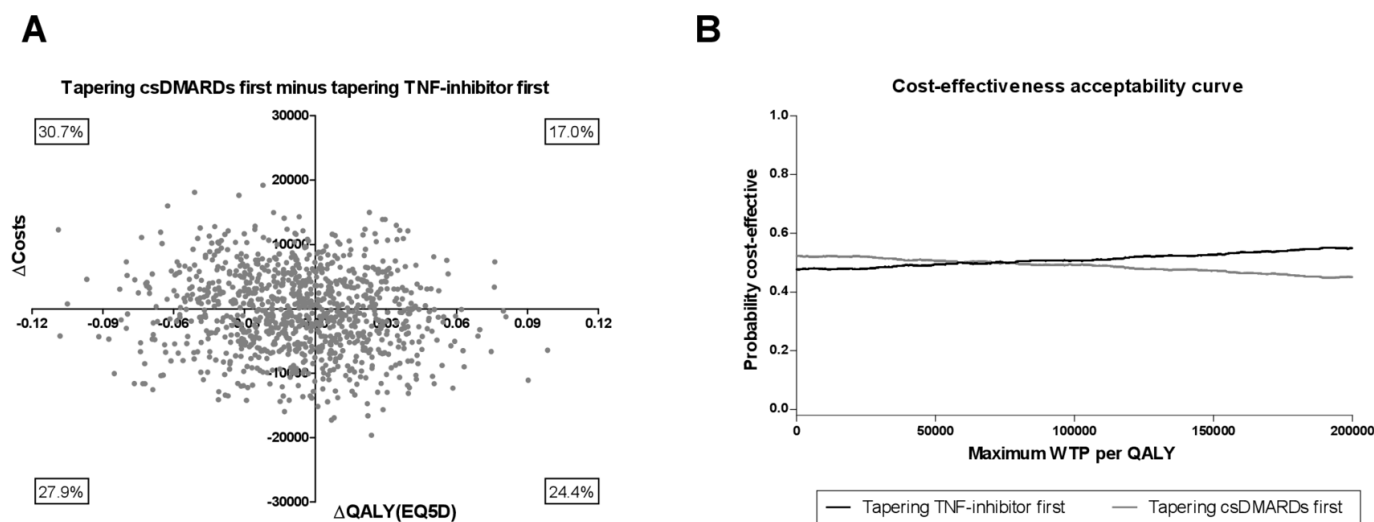 A
Tapering csDMARDs first minus tapering TNF-inhibitor first
30.7%
17.0%
30000
20000
10000
-10000
-20000
-30000
ΔCosts
-0.12
-0.09
-0.06
0.03
0.06
0.09
0.12
27.9%
24.4%
ΔQALY(EQ5D)
B
Cost-effectiveness acceptability curve
1.0
0.8
0.6
0.4
0.2
0.0
Probability cost-effective
0
50000
100000
150000
200000
Maximum WTP per QALY
Tapering TNF-inhibitor first
Tapering csDMARDs first